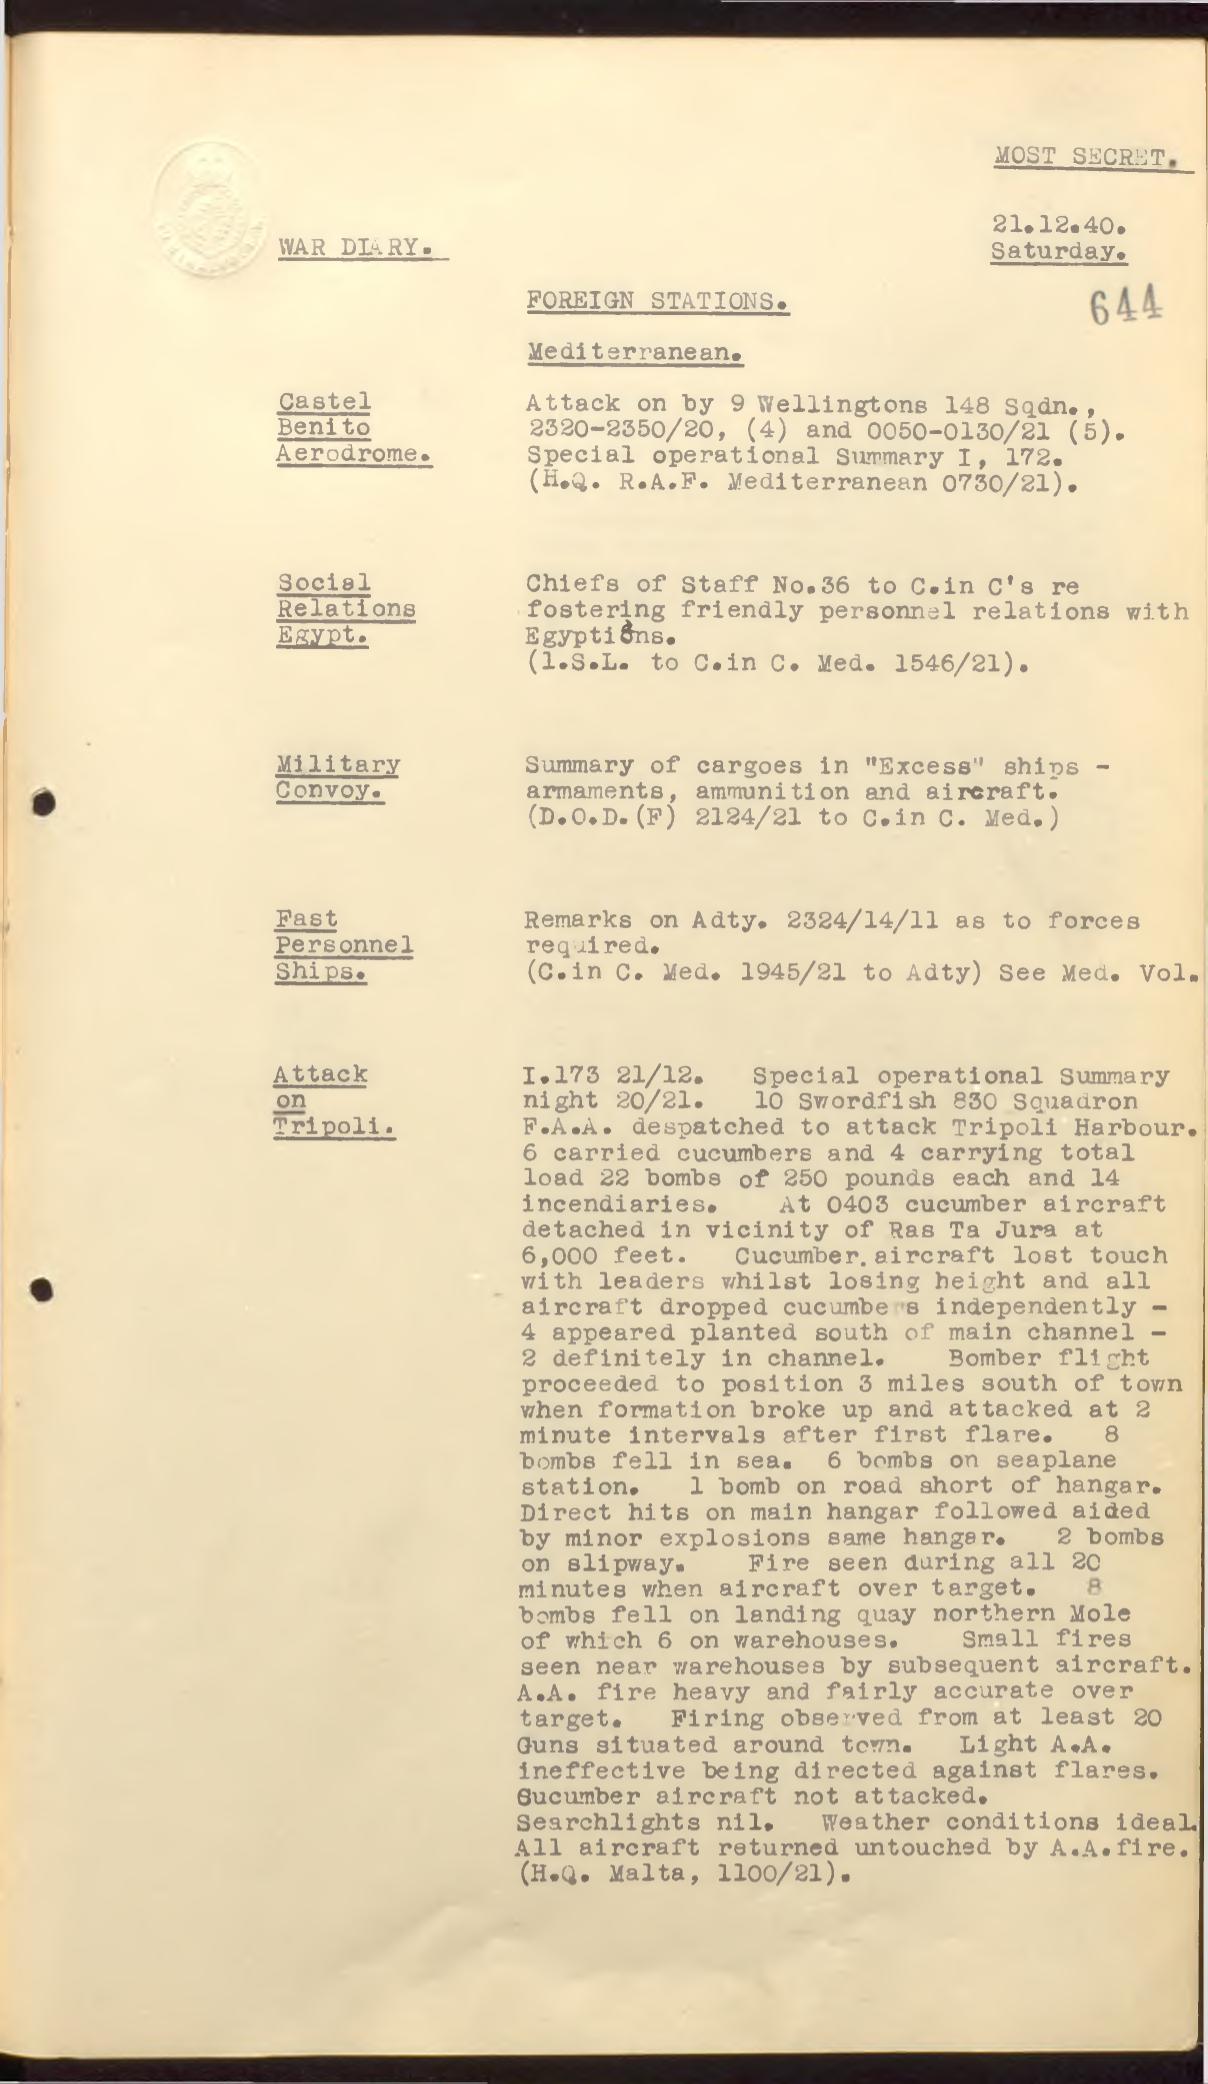 MOST SECRET.
21.12.40.
Saturday.
WAR DIARY.
644
FOREIGN STATIONS.
Mediterranean.
Castel
Benito
Aerodrome.
Attack on by 9 Wellingtons 148 Sqdn.,
2320-2350/20, (4) and 0050-0130/21 (5).
Special operational Summary I, 172.
(H.Q. R.A.F. Mediterranean 0730/21).
Social
Relations
Egypt.
Chiefs of Staff No.36 to C.in C's re
fostering friendly personnel relations with
Egyptians.
(1.S.L. to C.in C. Med. 1546/21).
Military
Convoy.
Summary of cargoes in "Excess" ships -
armaments, ammunition and aircraft.
(D.O.D.(F) 2124/21 to C.in C. Med.)
Fast
Personnel
Ships.
Remarks on Adty. 2324/14/11 as to forces
required.
(C.in C. Med. 1945/21 to Adty) See Med. Vol.
Attack
on
Tripoli.
I.173 21/12. Special operational Summary
night 20/21. 10 Swordfish 830 Squadron
F.A.A. despatched to attack Tripoli Harbour.
6 carried cucumbers and 4 carrying total
load 22 bombs of 250 pounds each and 14
incendiaries. At 0403 cucumber aircraft
detached in vicinity of Ras Ta Jura at
6,000 feet. Cucumber.aircraft lost touch
with leaders whilst losing height and all
aircraft dropped cucumbers independently -
4 appeared planted south of main channel -
2 definitely in channel. Bomber flight
proceeded to position 3 miles south of town
when formation broke up and attacked at 2
minute intervals after first flare. 8
bombs fell in sea. 6 bombs on seaplane
station. 1 bomb on road short of hangar.
Direct hits on main hangar followed aided
by minor explosions same hangar. 2 bombs
on slipway. Fire seen during all 20
minutes when aircraft over target. 8
bombs fell on landing quay northern Mole
of which 6 on warehouses. Small fires
seen near warehouses by subsequent aircraft.
A.A. fire heavy and fairly accurate over
target. Firing observed from at least 20
Guns situated around town. Light A.A.
ineffective being directed against flares.
Cucumber aircraft not attacked.
Searchlights nil. Weather conditions ideal.
All aircraft returned untouched by A.A.fire.
(H.Q. Malta, 1100/21).